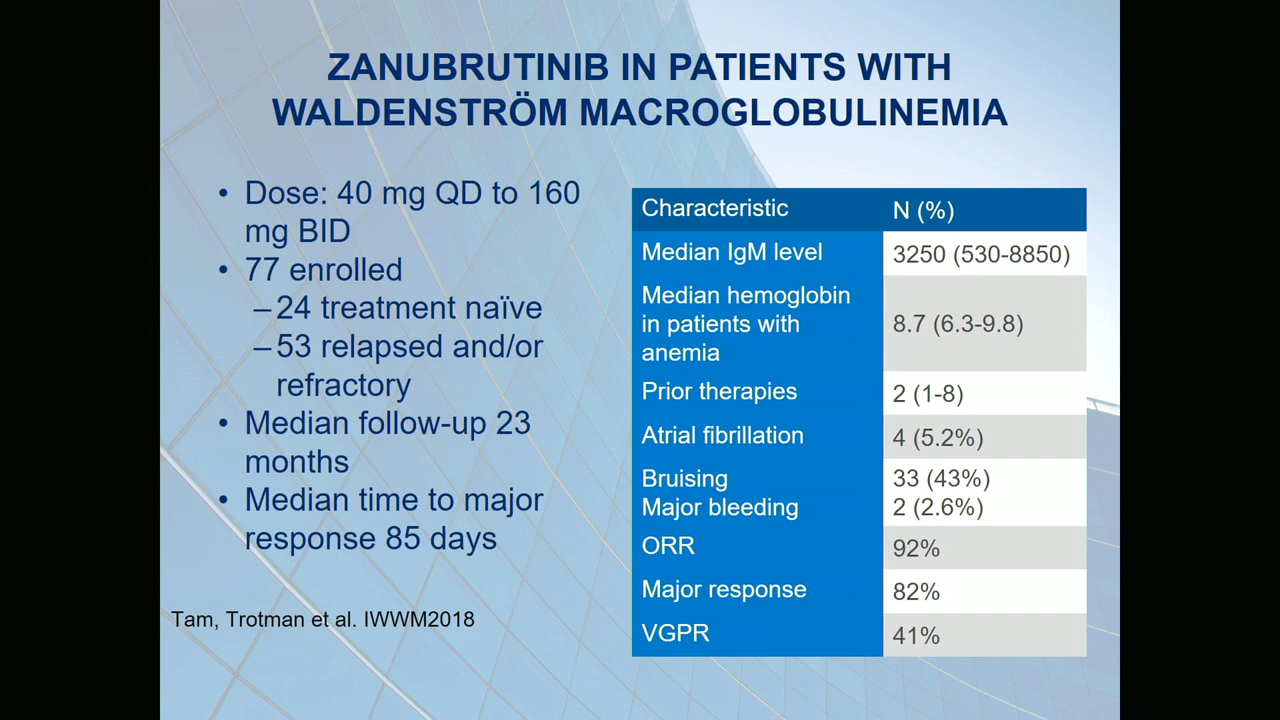 ZANUBRUTINIB IN PATIENTS WITH
WALDENSTRÖM MACROGLOBULINEMIA
• Dose: 40 mg QD to 160
mg BID
• 77 enrolled
–24 treatment naïve
–53 relapsed and/or
refractory
• Median follow-up 23
months
• Median time to major
response 85 days
Characteristic N (%)
Median IgM level 3250 (530-8850)
Median hemoglobin
in patients with 8.7 (6.3-9.8)
anemia
Prior therapies 2 (1-8)
Atrial fibrillation 4 (5.2%)
Bruising 33 (43%)
Major bleeding 2 (2.6%)
ORR 92%
Major response 82%
VGPR 41%
Tam, Trotman et al. IWWM2018